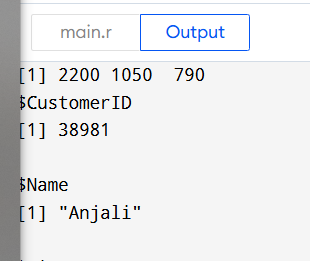 main.r Output
[1] 2200 1050  790
$CustomerID
[1] 38981
$Name
[1] "Anjali"